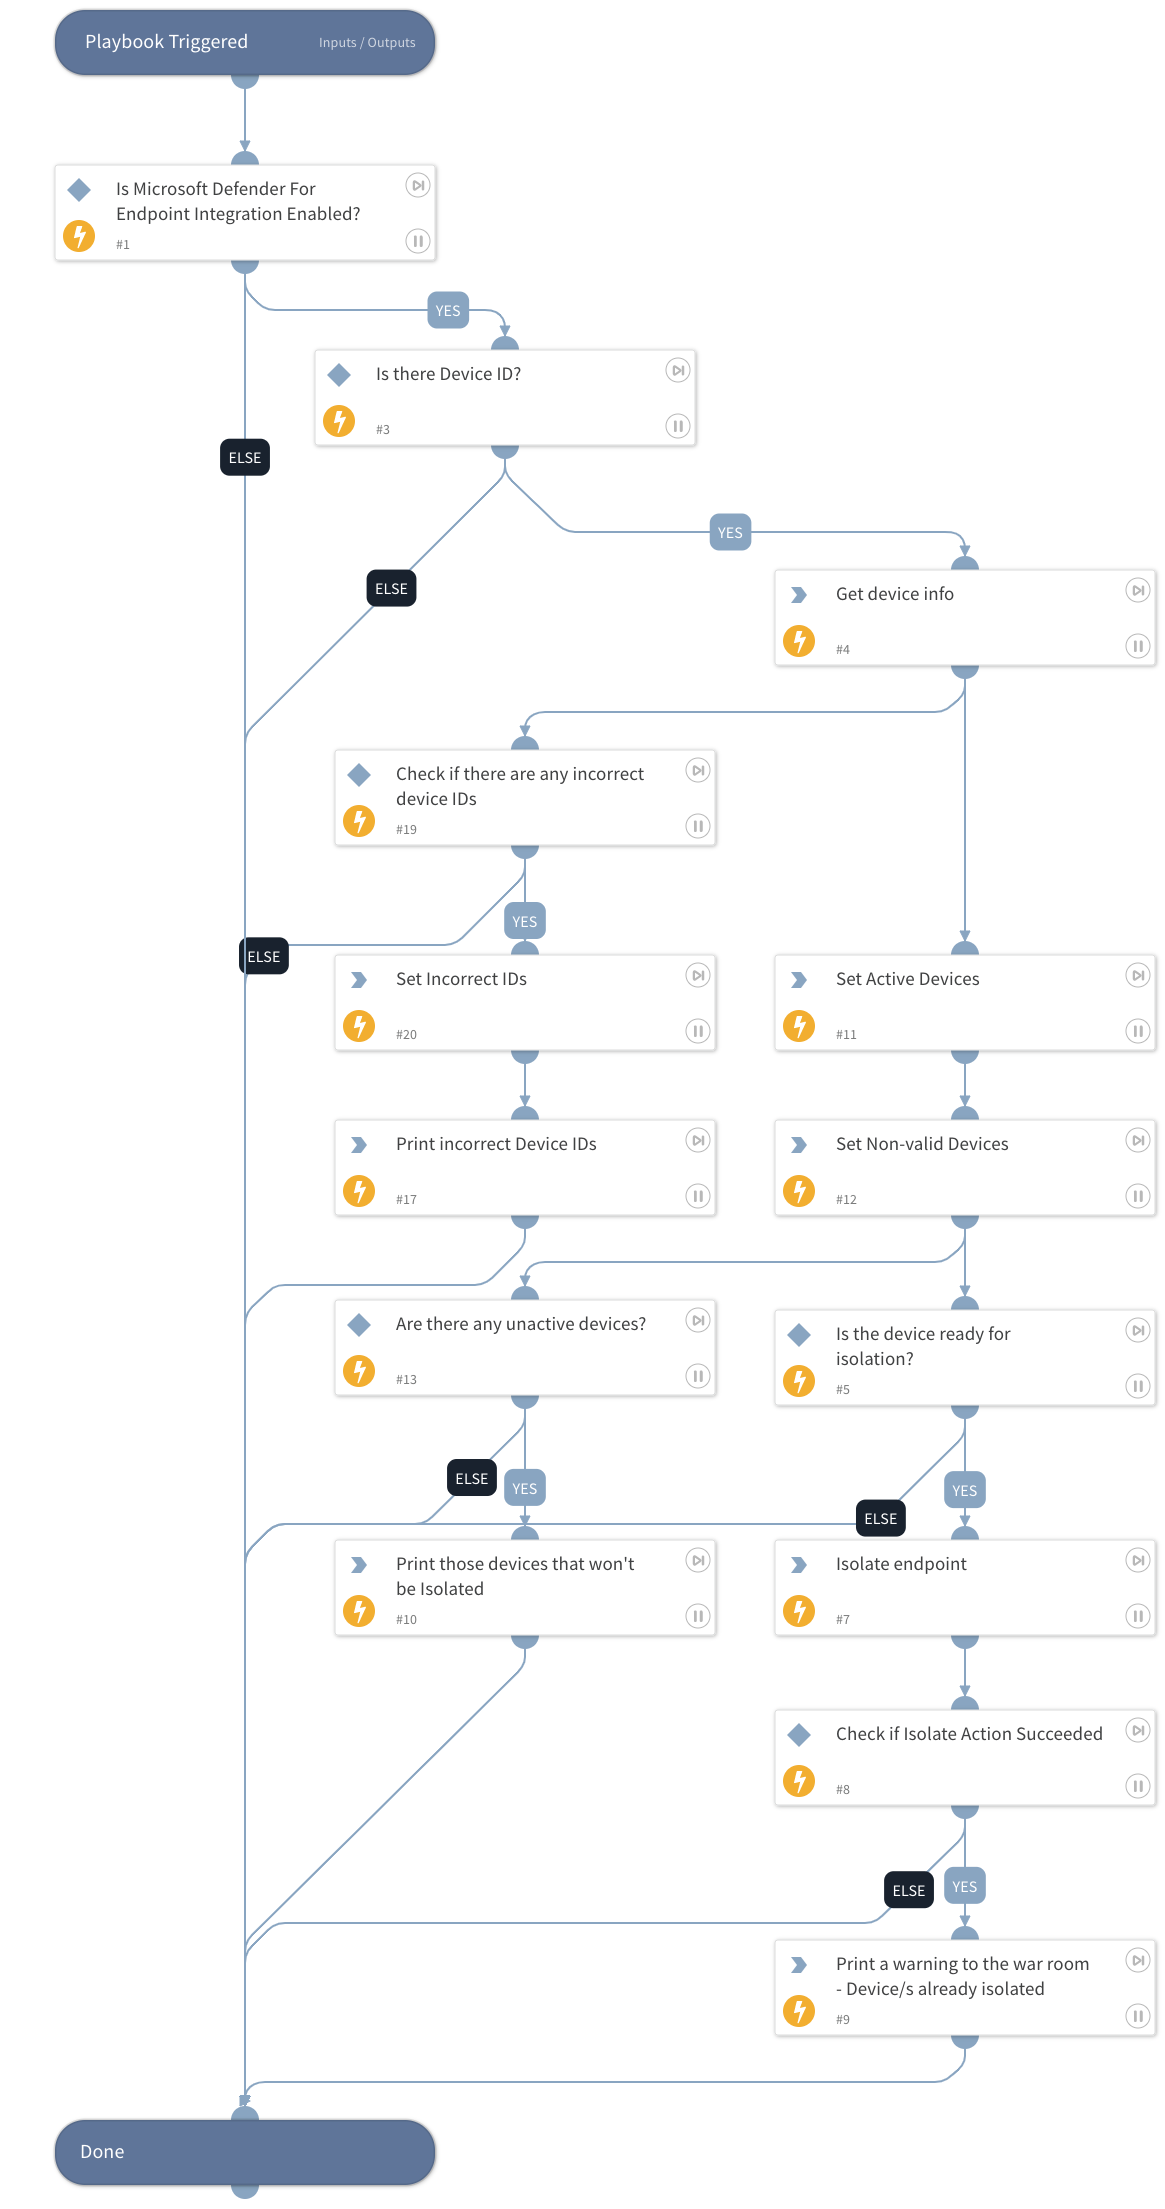 Playbook Triggered
Inputs / Outputs
Is Microsoft Defender For
Endpoint Integration Enabled?
#1
YES
Is there Device ID?
#3
ELSE
YES
ELSE
Get device info
#4
Check if there are any incorrect
device IDs
#19
YES
ELSE
Set Incorrect IDs
#20
Set Active Devices
#11
Print incorrect Device IDs
#17
Set Non-valid Devices
#12
Are there any unactive devices?
#13
Is the device ready for
isolation?
#5
ELSE
YES
YES
ELSE
Print those devices that won't
be Isolated
#10
Isolate endpoint
#7
Check if Isolate Action Succeeded
#8
ELSE
YES
Print a warning to the war room
- Device/s already isolated
#9
Done